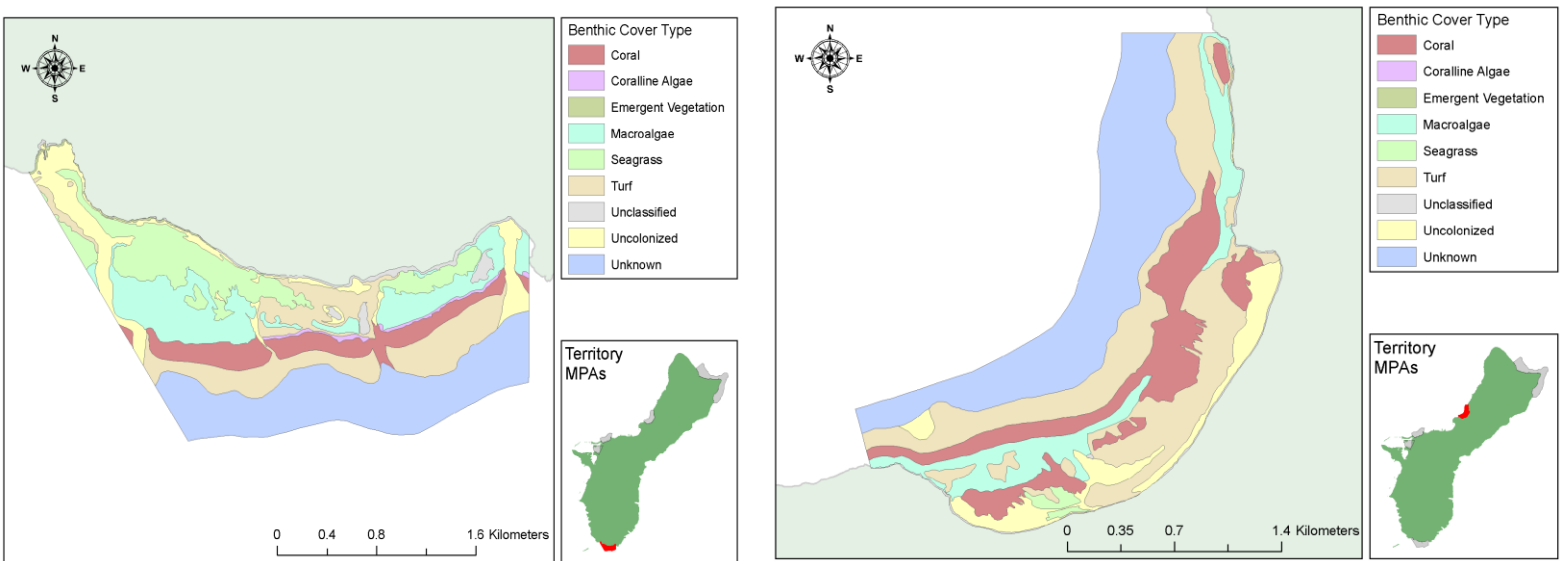 N
W E
S
Benthic Cover Type
Coral
Coralline Algae
Emergent Vegetation
Macroalgae
Seagrass
Turf
Unclassified
Uncolonized
Unknown
Territory
MPAs
0 0.4 0.8 1.6 Kilometers
N
W E
S
Benthic Cover Type
Coral
Coralline Algae
Emergent Vegetation
Macroalgae
Seagrass
Turf
Unclassified
Uncolonized
Unknown
Territory
MPAs
0 0.35 0.7 1.4 Kilometers